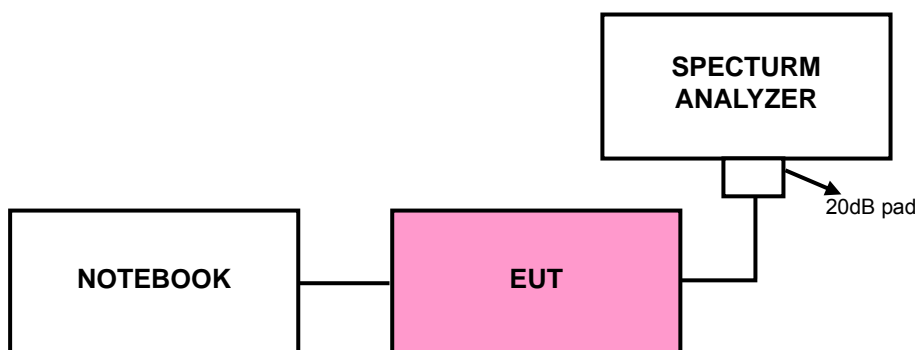 SPECTURM
ANALYZER
20dB pad
NOTEBOOK
EUT